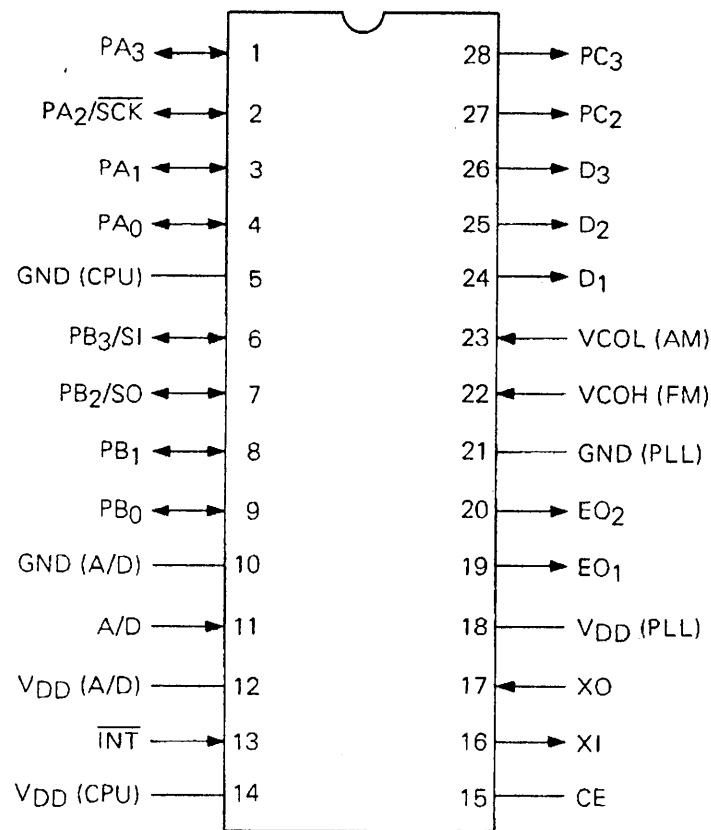 PA3 1 28 PC3
PA2/SCK 2 27 PC2
PA1 3 26 D3
PA0 4 25 D2
GND (CPU) 5 24 D1
PB3/SI 6 23 VCOL (AM)
PB2/SO 7 22 VCOH (FM)
PB1 8 21 GND (PLL)
PB0 9 20 EO2
GND (A/D) 10 19 EO1
A/D 11 18 VDD (PLL)
VDD (A/D) 12 17 XO
INT 13 16 XI
VDD (CPU) 14 15 CE